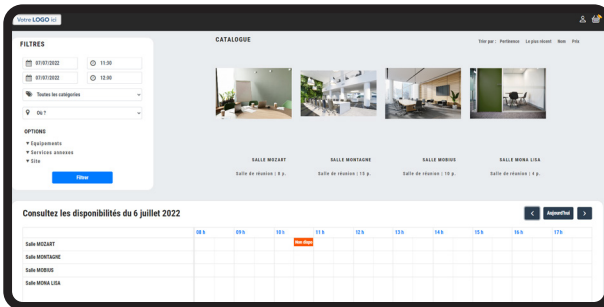 Votre LOGO ici
FILTRES
07/07/2022
11:30
07/07/2022
12:00
Toutes les catégories
Où ?
OPTIONS
▼ Equipements
▼ Services annexes
▼ Site
Filtrer
CATALOGUE
Trier par : Pertinence Le plus récent Nom Prix
SALLE MOZART
Salle de réunion | 8 p.
SALLE MONTAGNE
Salle de réunion | 15 p.
SALLE MOBIUS
Salle de réunion | 10 p.
SALLE MONA LISA
Salle de réunion | 4 p.
Consultez les disponibilités du 6 juillet 2022
Aujourd'hui
08 h 09 h 10 h 11 h 12 h 13 h 14 h 15 h 16 h 17 h
Salle MOZART
Non dispo
Salle MONTAGNE
Salle MOBIUS
Salle MONA LISA